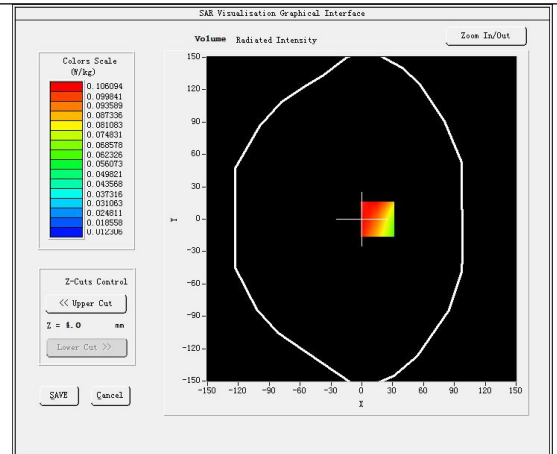 SAR Visualisation Graphical Interface
Volume Radiated Intensity
Zoom In/Out
Colors Scale
(W/kg)
0.106094
0.099841
0.093589
0.087336
0.081083
0.074831
0.068578
0.062326
0.056073
0.049821
0.043568
0.037316
0.031063
0.024811
0.018558
0.012306
Z-Cuts Control
<< Upper Cut
Z = 4.0 mm
Lower Cut >>
SAVE Cancel
150
120
90
60
30
0
-30
-60
-90
-120
-150
Y
-150 -120 -90 -60 -30 0 30 60 90 120 150
X